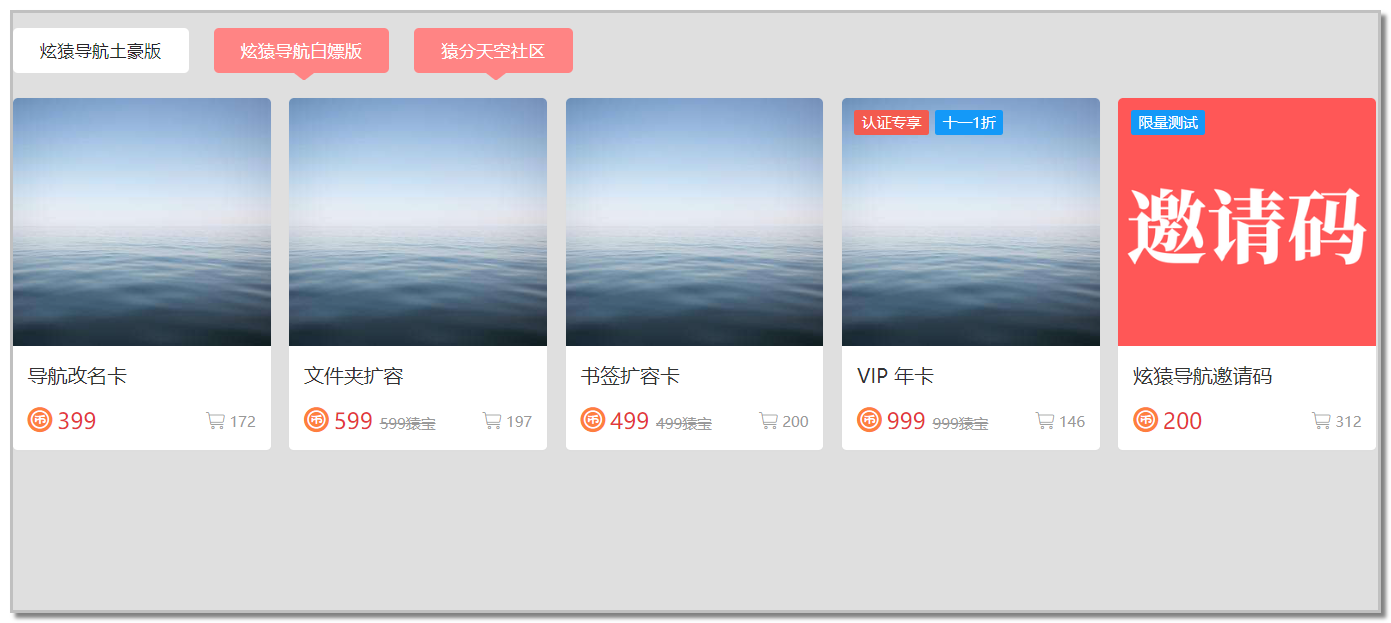 炫猿导航土豪版
炫猿导航白嫖版
猿分天空社区
导航改名卡
币 399
172
文件夹扩容
币 599 599猿宝
197
书签扩容卡
币 499 499猿宝
200
认证专享
十一1折
VIP 年卡
币 999 999猿宝
146
限量测试
邀请码
炫猿导航邀请码
币 200
312